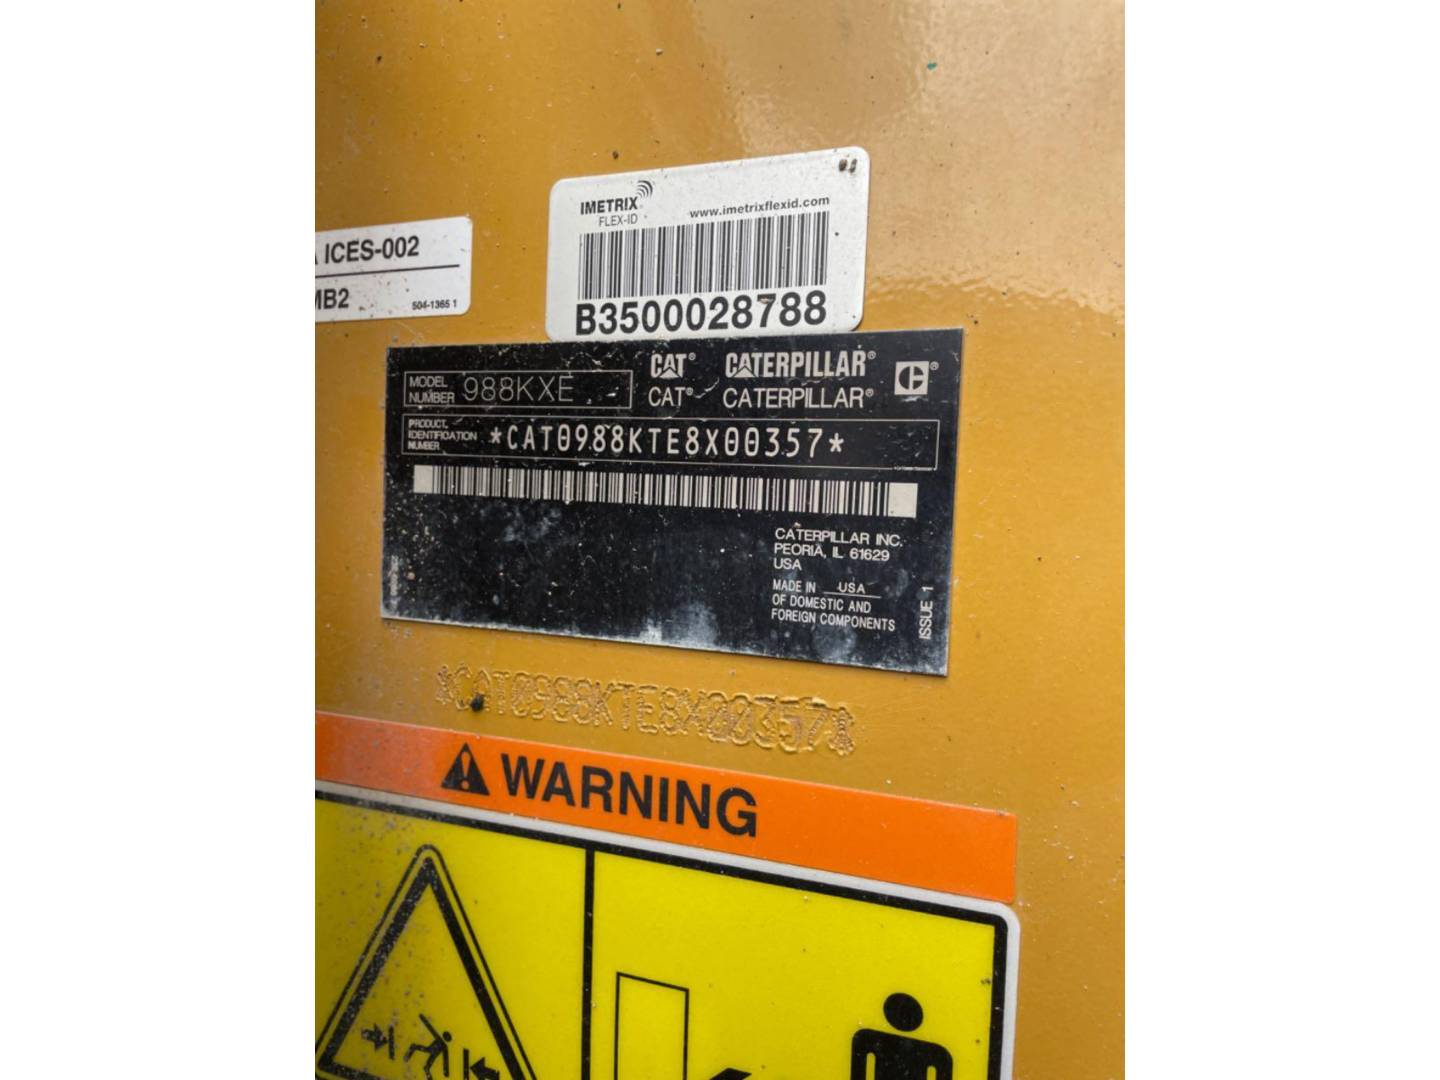 IMETRIX
FLEX-ID
www.imetrixflexid.com
B3500028788
ICES-002
504-1365 1
CAT® CATERPILLAR®
CAT® CATERPILLAR®
MODEL
NUMBER 988KXE
PRODUCT
IDENTIFICATION
NUMBER *CAT0988KTE8X00357*
CATERPILLAR INC.
PEORIA, IL 61629
USA
MADE IN USA
OF DOMESTIC AND
FOREIGN COMPONENTS
ISSUE 1
*CAT0988KTE8X00357*
WARNING